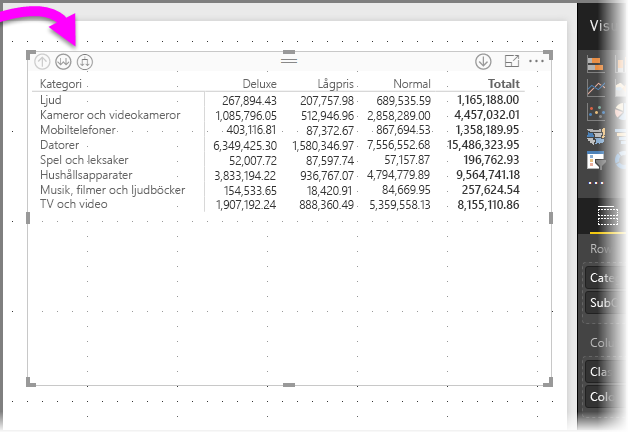 Visu
Kategori Deluxe Lågpris Normal Totalt
Ljud 267,894.43 207,757.98 689,535.59 1,165,188.00
Kameror och videokameror 1,085,796.05 512,946.96 2,858,289.00 4,457,032.01
Mobiltelefoner 403,116.81 87,372.67 867,694.53 1,358,189.95
Datorer 6,349,425.30 1,580,346.97 7,556,552.68 15,486,323.95
Spel och leksaker 52,007.72 87,597.74 57,157.87 196,762.93
Hushållsapparater 3,833,194.22 936,767.07 4,794,779.89 9,564,741.18
Musik, filmer och ljudböcker 154,533.65 18,420.91 84,669.95 257,624.54
TV och video 1,907,192.24 888,360.49 5,359,558.13 8,155,110.86
Row
Cate
SubC
Colu
Clas
Colo